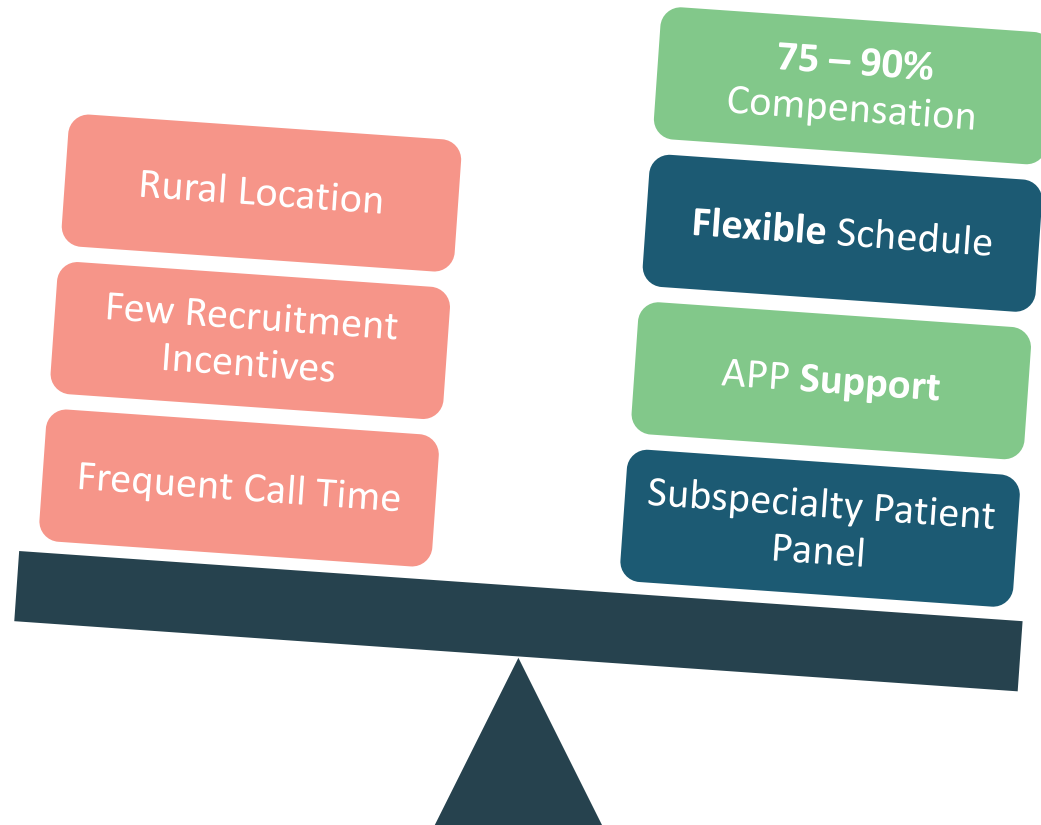 Rural Location
Few Recruitment
Incentives
Frequent Call Time
75 – 90%
Compensation
Flexible Schedule
APP Support
Subspecialty Patient
Panel